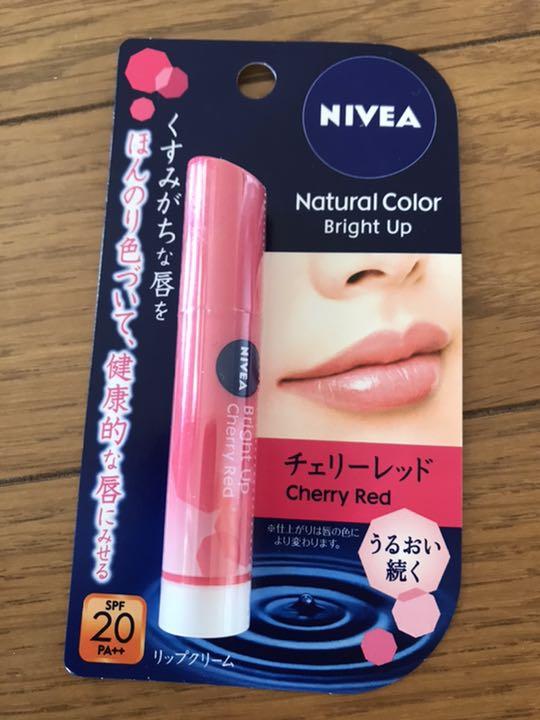 くすみがちな唇を
ほんのり色づいて、健康的な唇にみせる
NIVEA
Natural Color
Bright Up
NIVEA
Bright Up
Cherry Red
チェリーレッド
Cherry Red
※仕上がりは唇の色に
より変わります。
うるおい
続く
SPF
20
PA++
リップクリーム